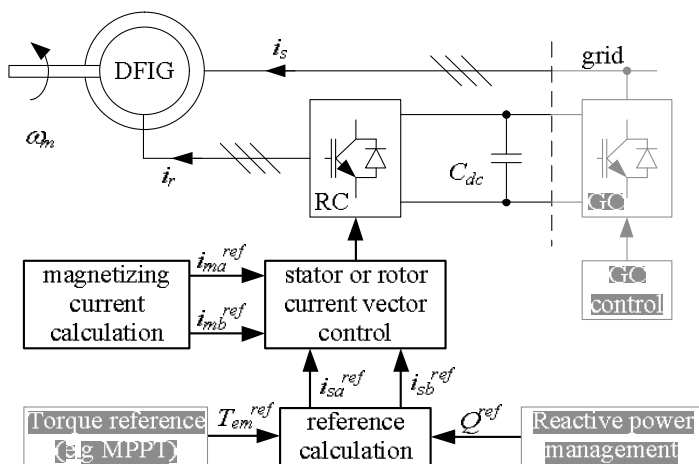 DFIG
i_s
grid
ω_m
i_r
RC
C_dc
GC
magnetizing
current
calculation
i_ma^ref
i_mb^ref
stator or rotor
current vector
control
GC
control
i_sa^ref
i_sb^ref
Torque reference
(e.g MPPT)
T_em^ref
reference
calculation
Q^ref
Reactive power
management